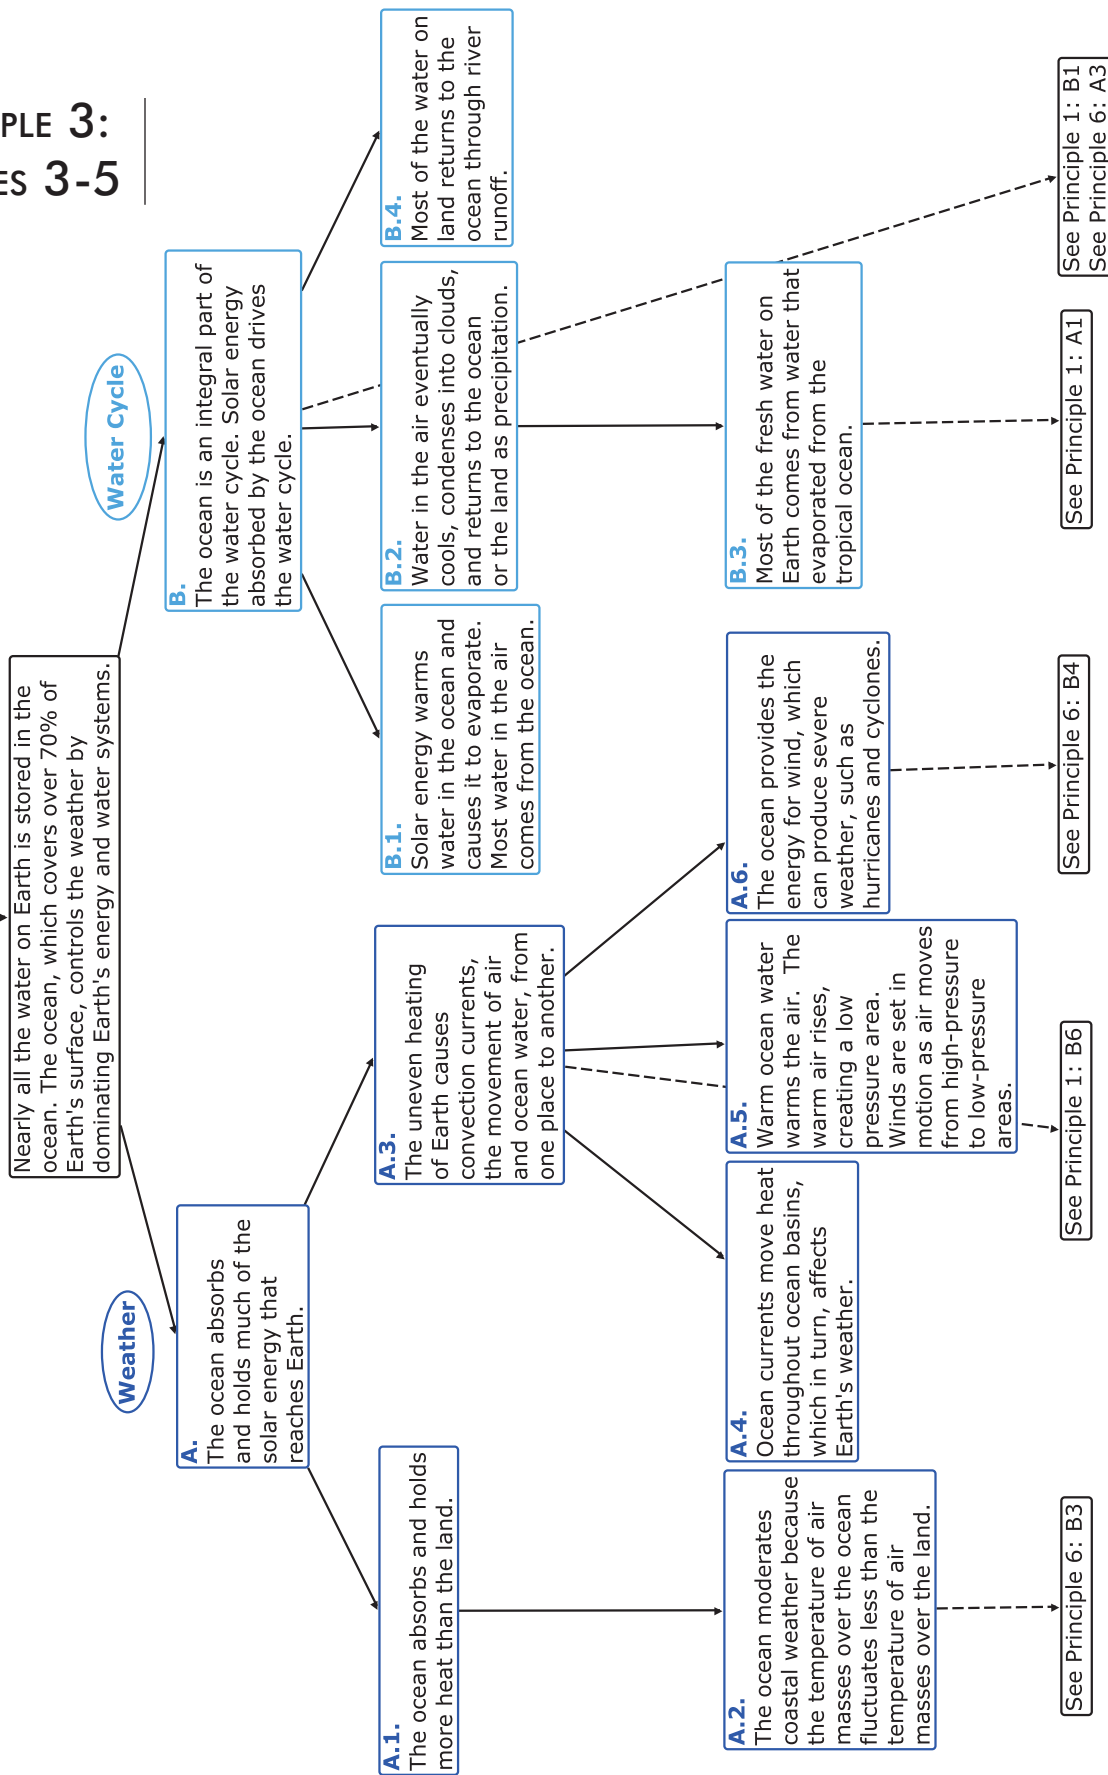 PLE 3:
ES 3-5
Nearly all the water on Earth is stored in the
ocean. The ocean, which covers over 70% of
Earth's surface, controls the weather by
dominating Earth's energy and water systems.
Weather
Water Cycle
A.
The ocean absorbs
and holds much of the
solar energy that
reaches Earth.
B.
The ocean is an integral part of
the water cycle. Solar energy
absorbed by the ocean drives
the water cycle.
A.1.
The ocean absorbs and holds
more heat than the land.
A.3.
The uneven heating
of Earth causes
convection currents,
the movement of air
and ocean water, from
one place to another.
B.1.
Solar energy warms
water in the ocean and
causes it to evaporate.
Most water in the air
comes from the ocean.
B.2.
Water in the air eventually
cools, condenses into clouds,
and returns to the ocean
or the land as precipitation.
B.4.
Most of the water on
land returns to the
ocean through river
runoff.
A.2.
The ocean moderates
coastal weather because
the temperature of air
masses over the ocean
fluctuates less than the
temperature of air
masses over the land.
A.4.
Ocean currents move heat
throughout ocean basins,
which in turn, affects
Earth's weather.
A.5.
Warm ocean water
warms the air. The
warm air rises,
creating a low
pressure area.
Winds are set in
motion as air moves
from high-pressure
to low-pressure
areas.
A.6.
The ocean provides the
energy for wind, which
can produce severe
weather, such as
hurricanes and cyclones.
B.3.
Most of the fresh water on
Earth comes from water that
evaporated from the
tropical ocean.
See Principle 6: B3
See Principle 1: B6
See Principle 6: B4
See Principle 1: A1
See Principle 1: B1
See Principle 6: A3